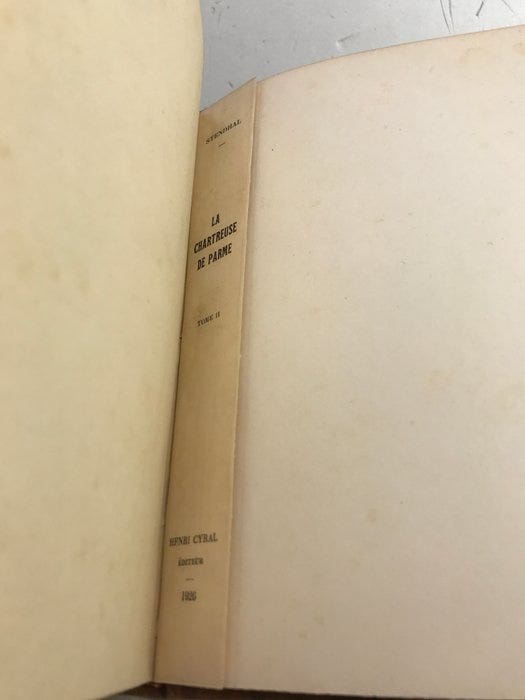 STENDHAL
LA
CHARTREUSE
DE PARME
TOME II
HENRI CYRAL
ÉDITEUR
1926